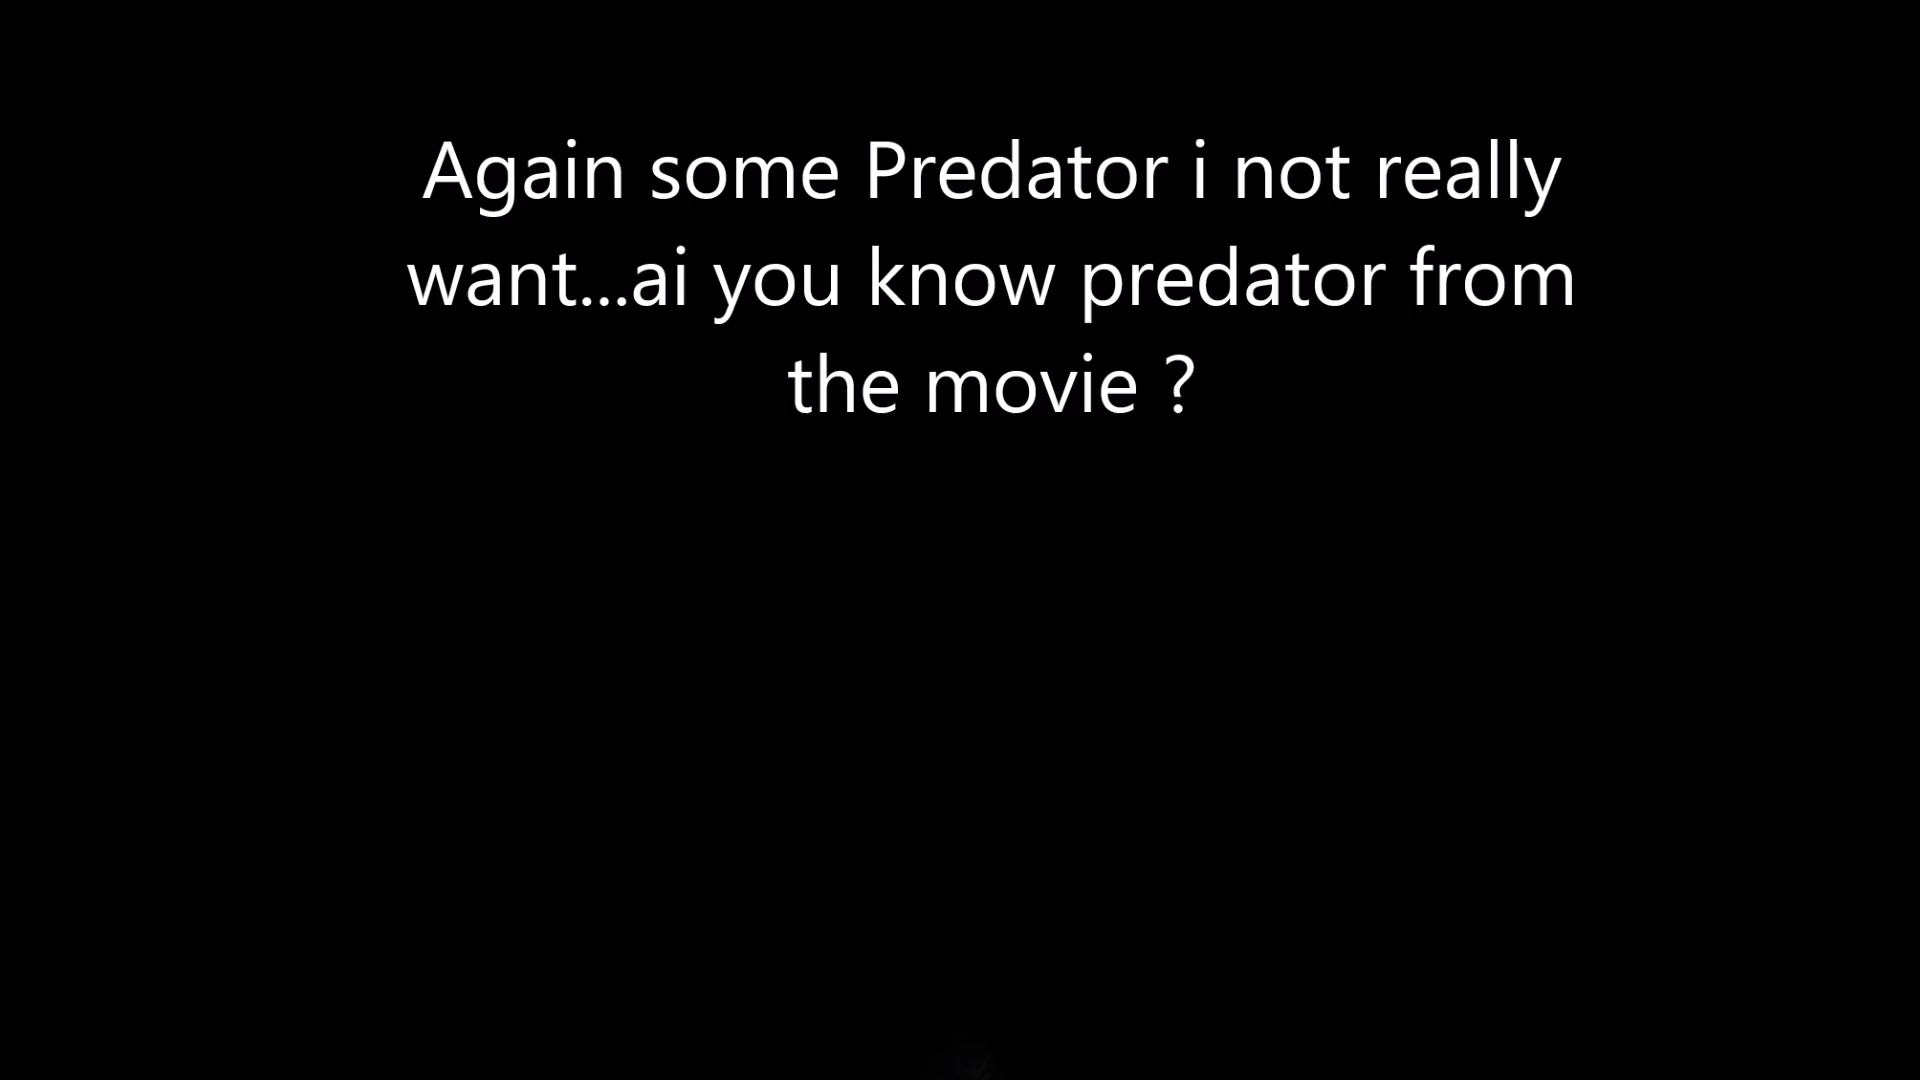 Again some Predator i not really
want...ai you know predator from
the movie ?